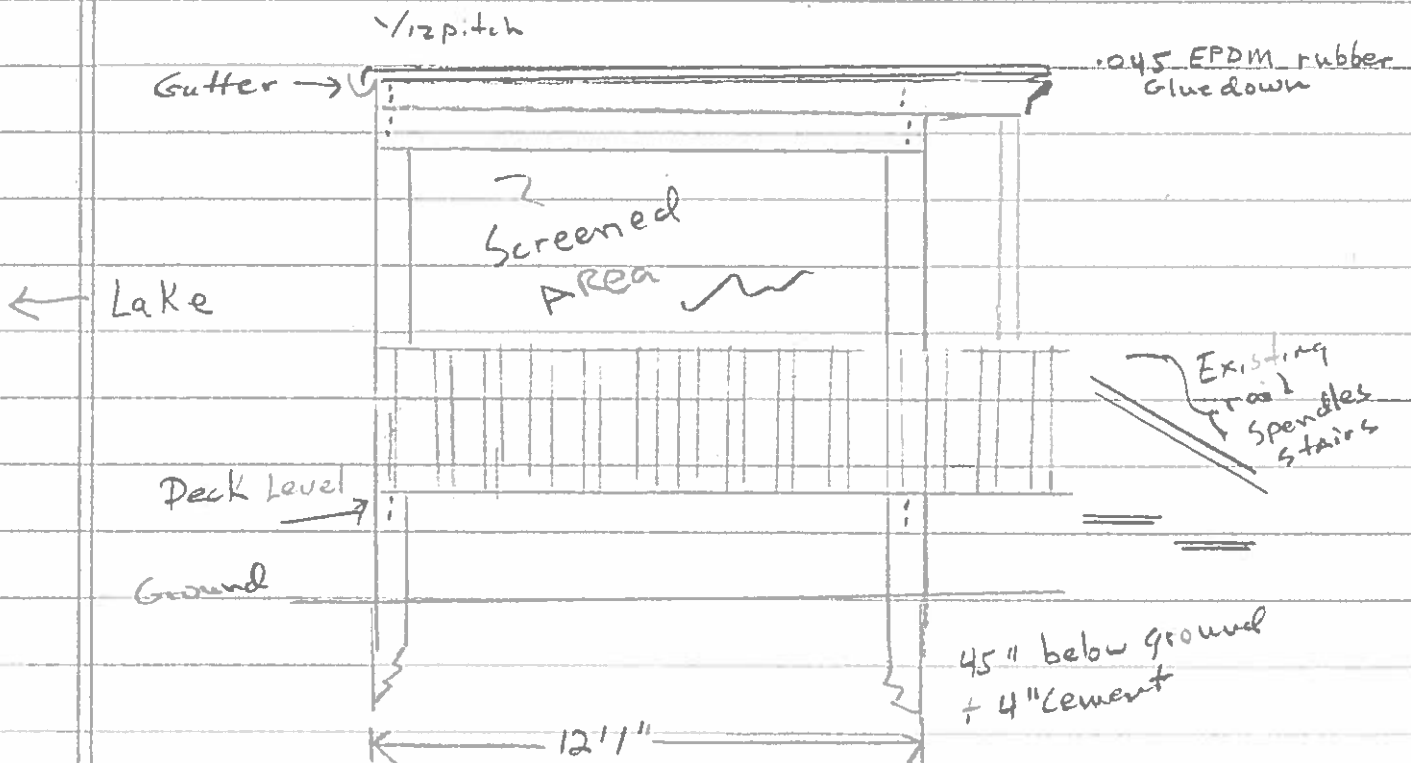 1/12 pitch
Gutter →
.045 EPDM rubber
Glue down
Screened
AREA
← Lake
Existing
rail
Spendles
stairs
Deck Level
Ground
45" below ground
+ 4" Cement
12'1"